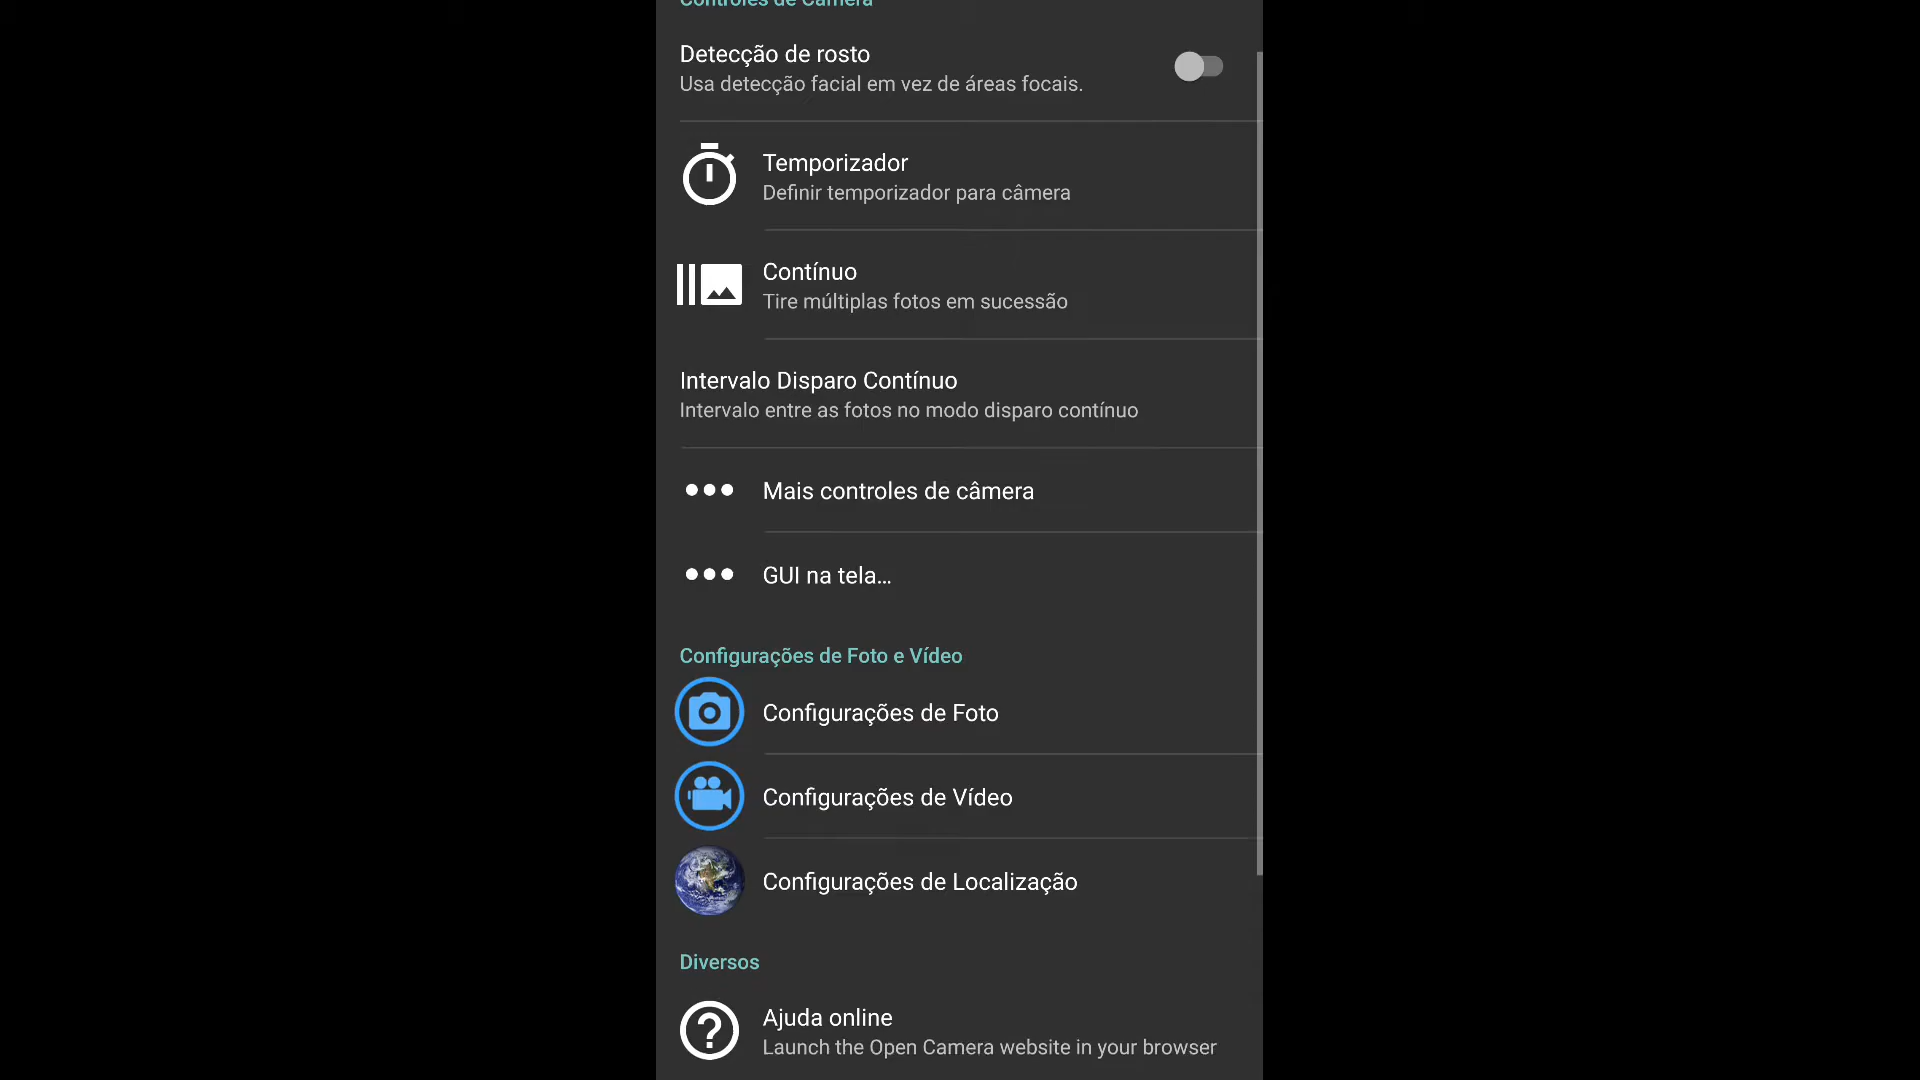 Controles de Câmera
Detecção de rosto
Usa detecção facial em vez de áreas focais.
Temporizador
Definir temporizador para câmera
Contínuo
Tire múltiplas fotos em sucessão
Intervalo Disparo Contínuo
Intervalo entre as fotos no modo disparo contínuo
Mais controles de câmera
GUI na tela...
Configurações de Foto e Vídeo
Configurações de Foto
Configurações de Vídeo
Configurações de Localização
Diversos
Ajuda online
Launch the Open Camera website in your browser